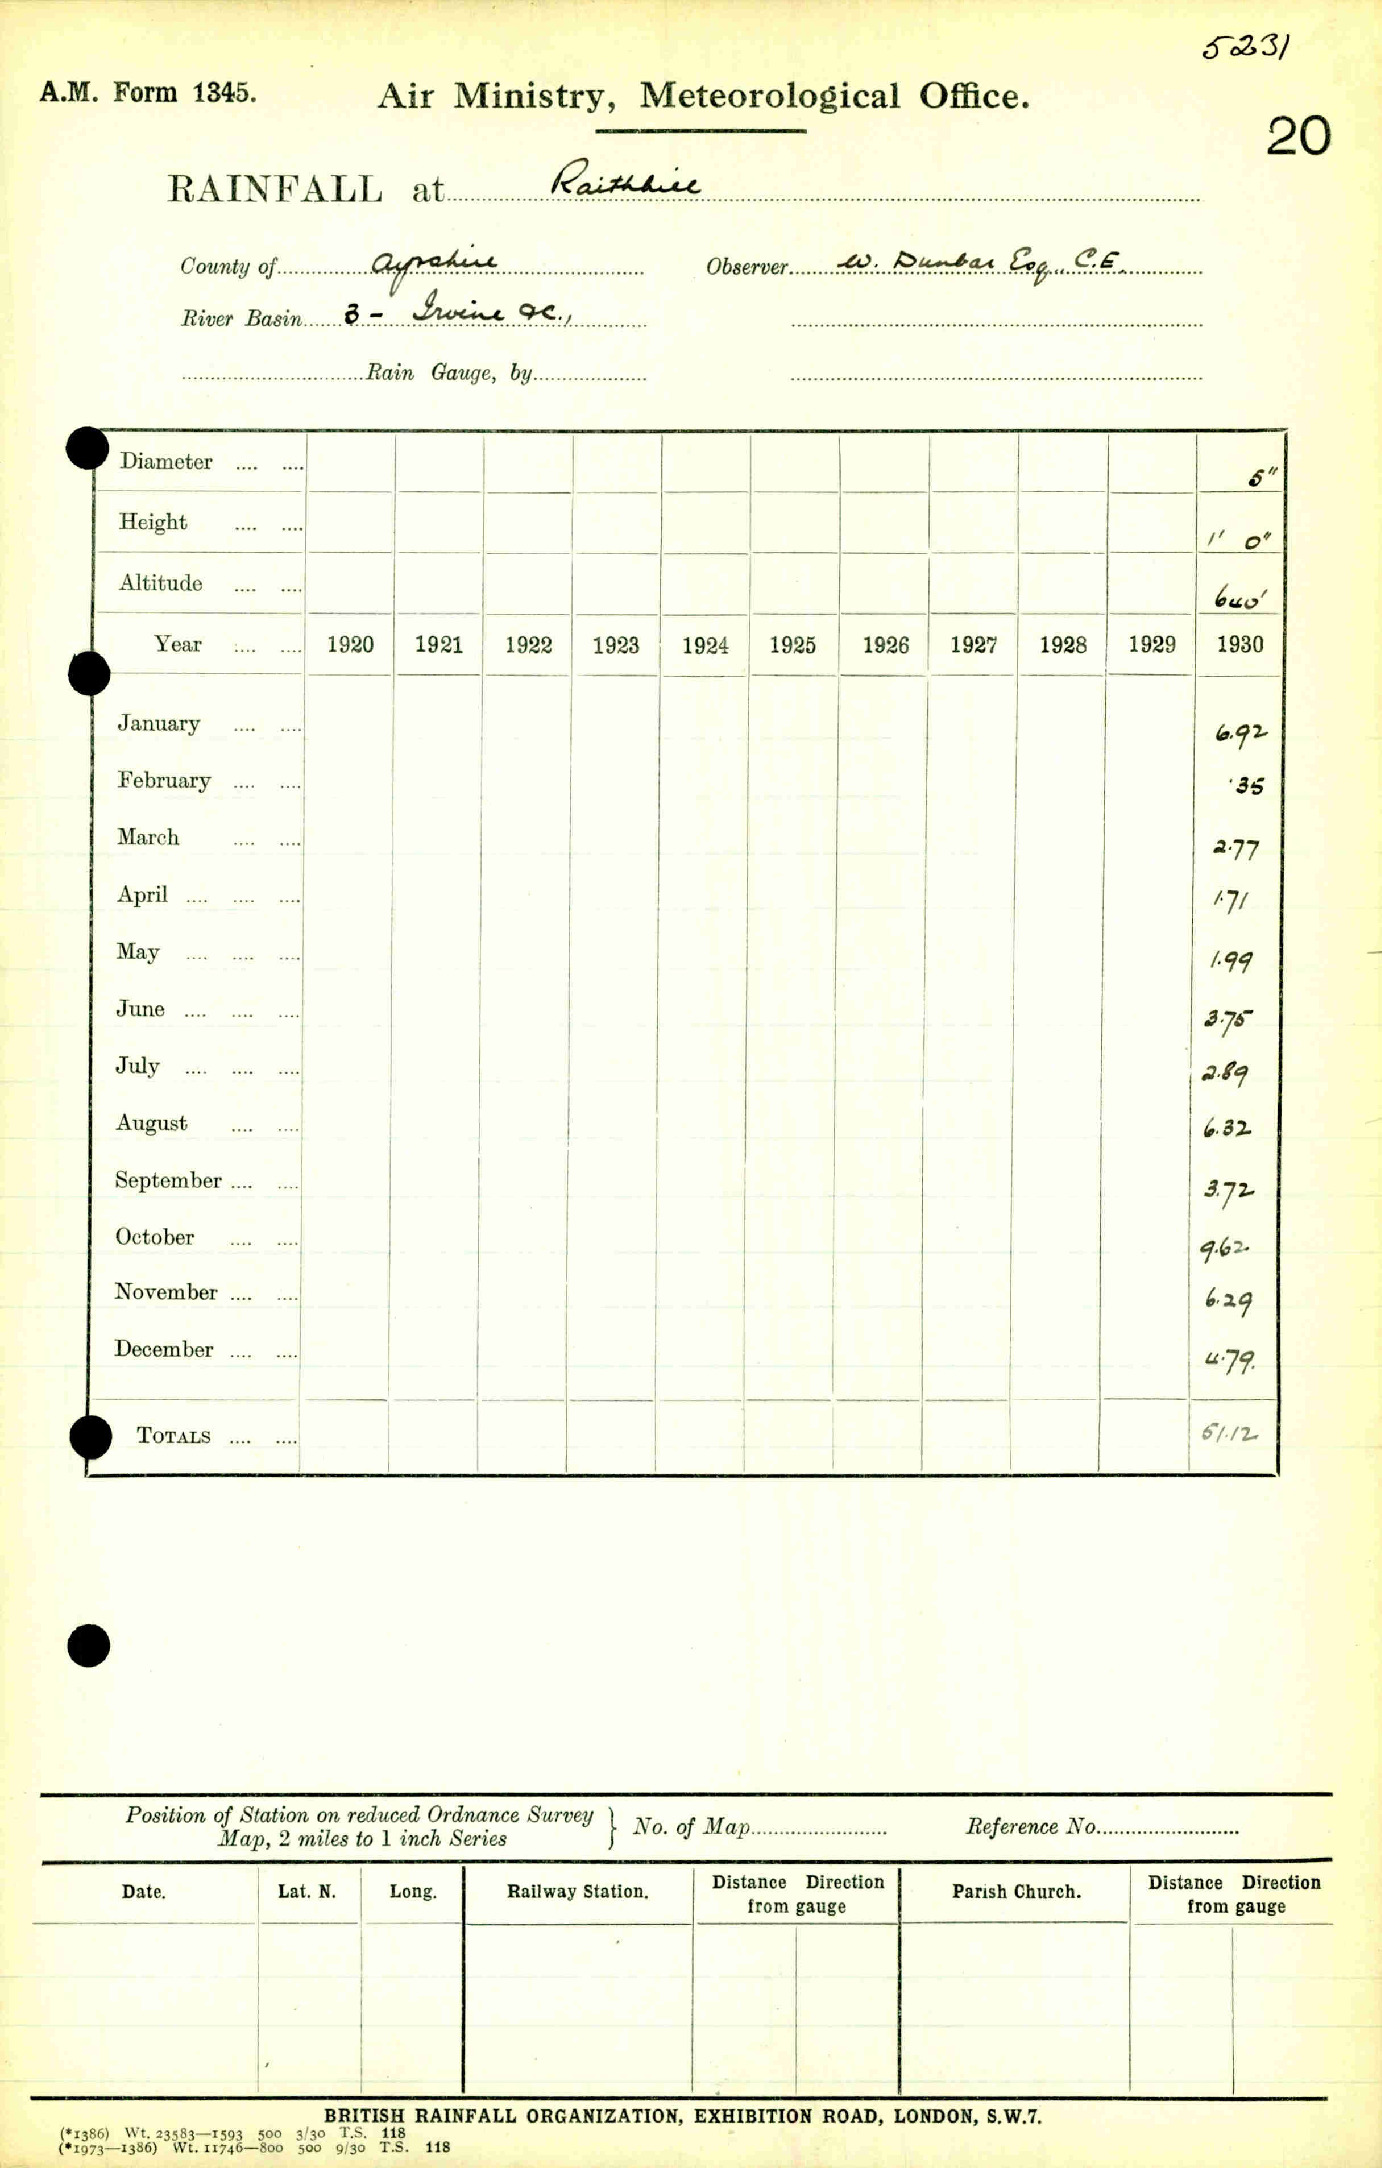 5231
A.M. Form 1345.
Air Ministry, Meteorological Office.
20
RAINFALL at Raithhill
County of Ayrshire Observer W. Dunbar Esq., C.E.
River Basin 3 - Irvine &c.,
Rain Gauge, by
Diameter .... .... 5"
Height .... .... 1' 0"
Altitude .... .... 640'
Year .... .... 1920 1921 1922 1923 1924 1925 1926 1927 1928 1929 1930
January .... .... 6.92
February .... .... .35
March .... .... 2.77
April .... .... .... 1.71
May .... .... .... 1.99
June .... .... .... 3.75
July .... .... .... 2.89
August .... .... 6.32
September .... .... 3.72
October .... .... 9.62
November .... .... 6.29
December .... .... 4.79.
TOTALS .... .... 51.12
Position of Station on reduced Ordnance Survey
Map, 2 miles to 1 inch Series } No. of Map Reference No.
Date. Lat. N. Long. Railway Station. Distance Direction from gauge Parish Church. Distance Direction from gauge
BRITISH RAINFALL ORGANIZATION, EXHIBITION ROAD, LONDON, S.W.7.
(*1386) Wt. 23583—1593 500 3/30 T.S. 118
(*1973—1386) Wt. 11746—800 500 9/30 T.S. 118